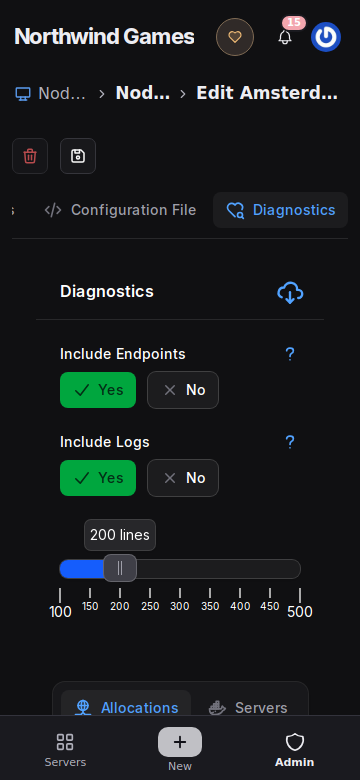 Northwind Games
15
Nod... › Nod... › Edit Amsterd...
s Configuration File Diagnostics
Diagnostics
Include Endpoints ?
Yes No
Include Logs ?
Yes No
200 lines
100 150 200 250 300 350 400 450 500
Allocations Servers
Servers New Admin